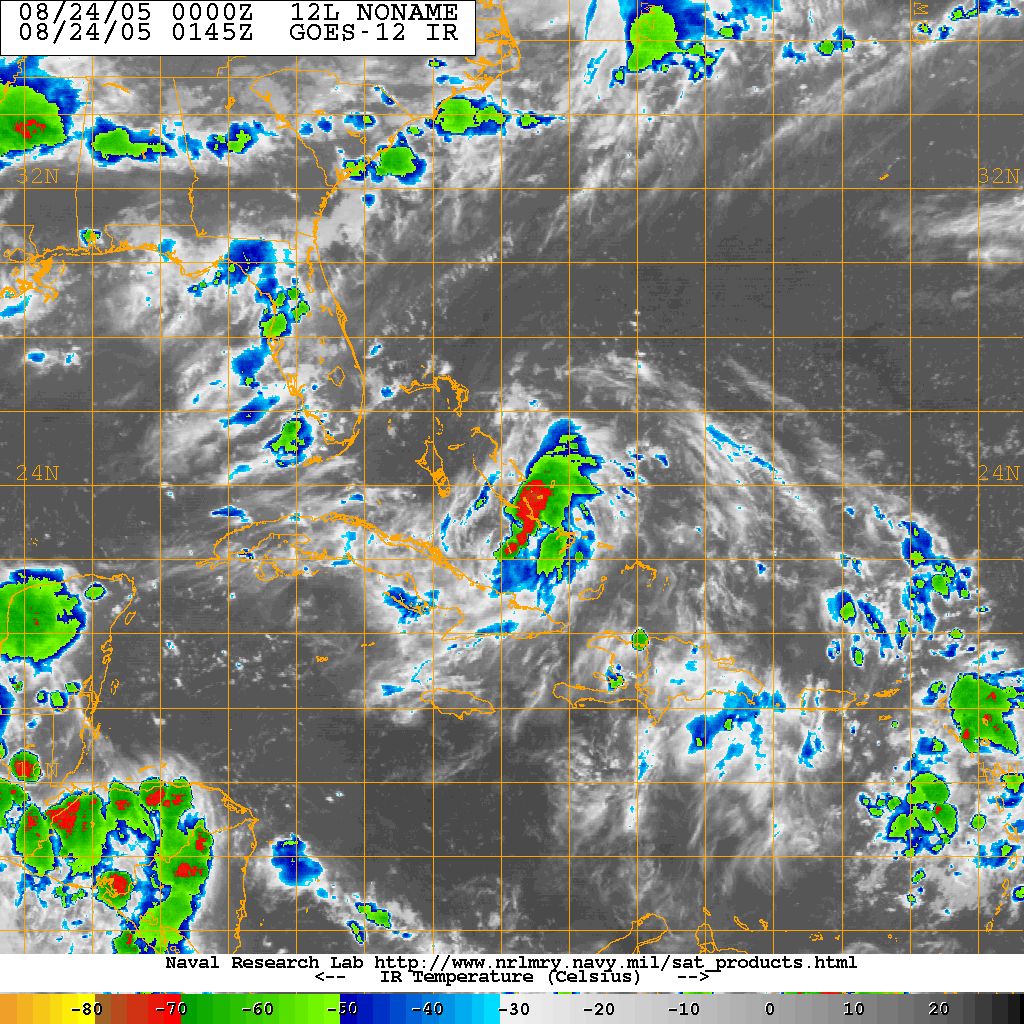 08/24/05 0000Z 12L NONAME
08/24/05 0145Z GOES-12 IR
32N 32N
24N 24N
Naval Research Lab http://www.nrlmry.navy.mil/sat_products.html
<-- IR Temperature (Celsius) -->
-80 -70 -60 -50 -40 -30 -20 -10 0 10 20